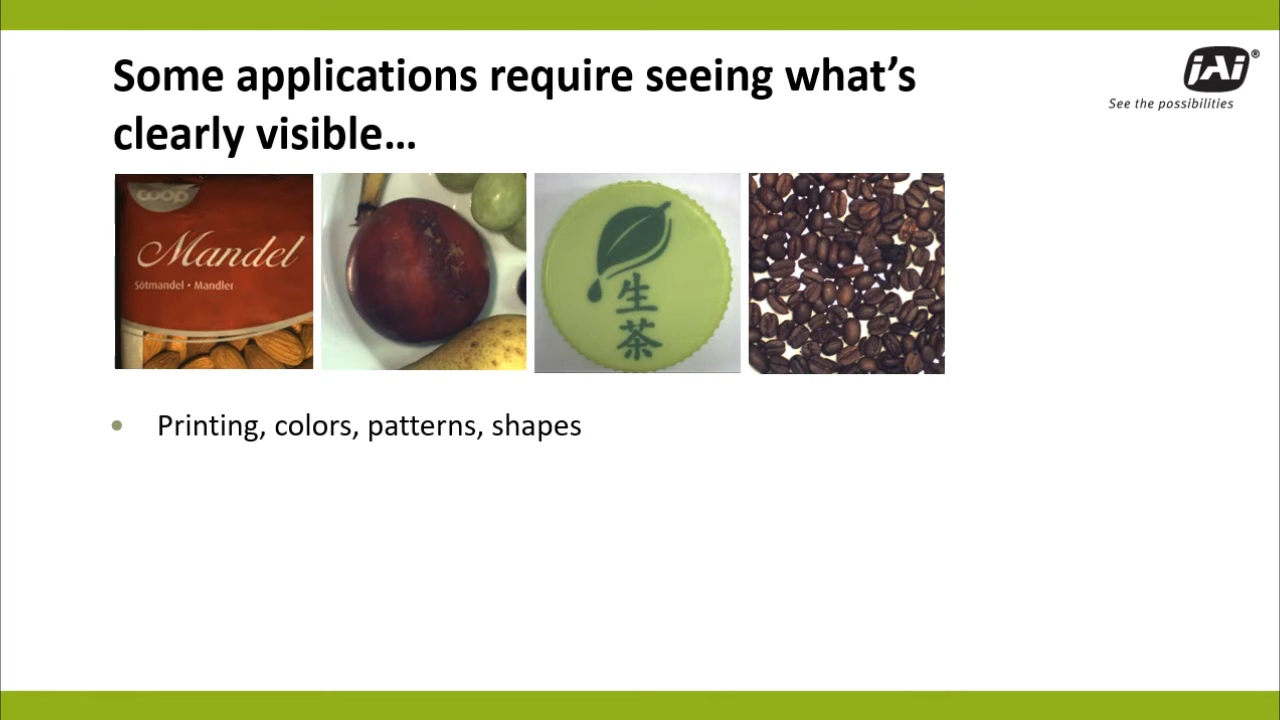 Some applications require seeing what's
clearly visible...
JAi®
See the possibilities
coop
Mandel
Sötmandel • Mandler
生
茶
• Printing, colors, patterns, shapes